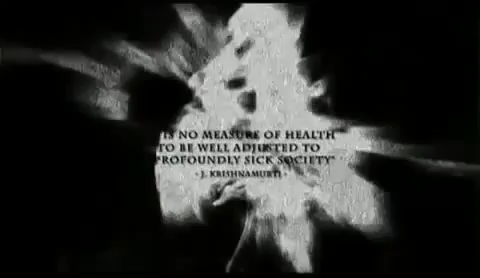 IS NO MEASURE OF HEALTH
TO BE WELL ADJUSTED TO
PROFOUNDLY SICK SOCIETY"
- J. KRISHNAMURTI -